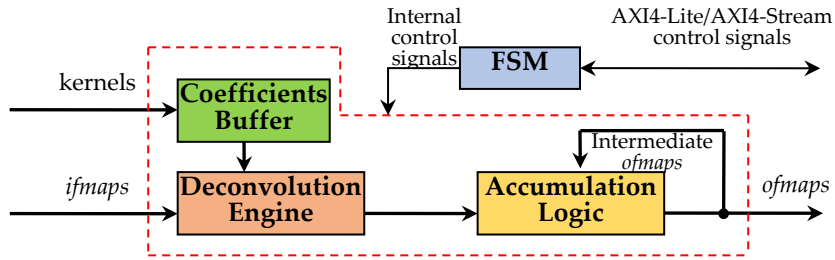 Internal
control
signals
AXI4-Lite/AXI4-Stream
control signals
FSM
kernels
Coefficients
Buffer
Intermediate
ofmaps
ifmaps
Deconvolution
Engine
Accumulation
Logic
ofmaps